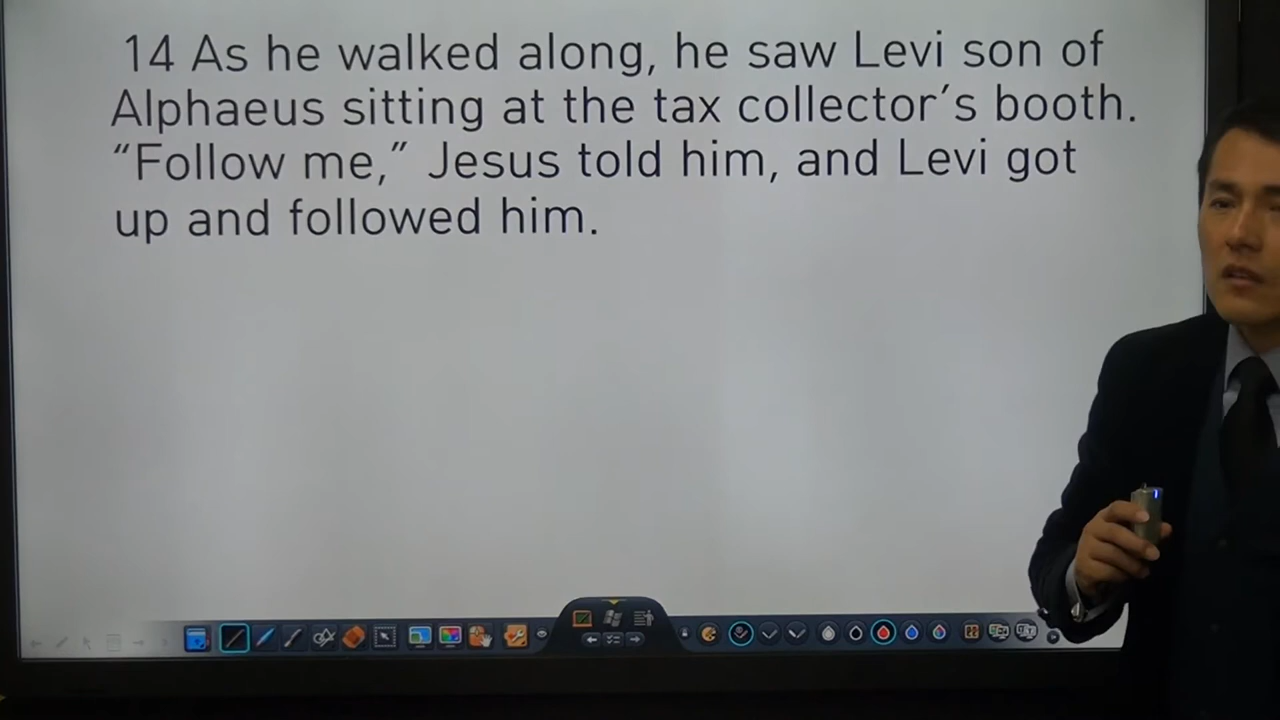 14 As he walked along, he saw Levi son of
Alphaeus sitting at the tax collector’s booth.
“Follow me,” Jesus told him, and Levi got
up and followed him.